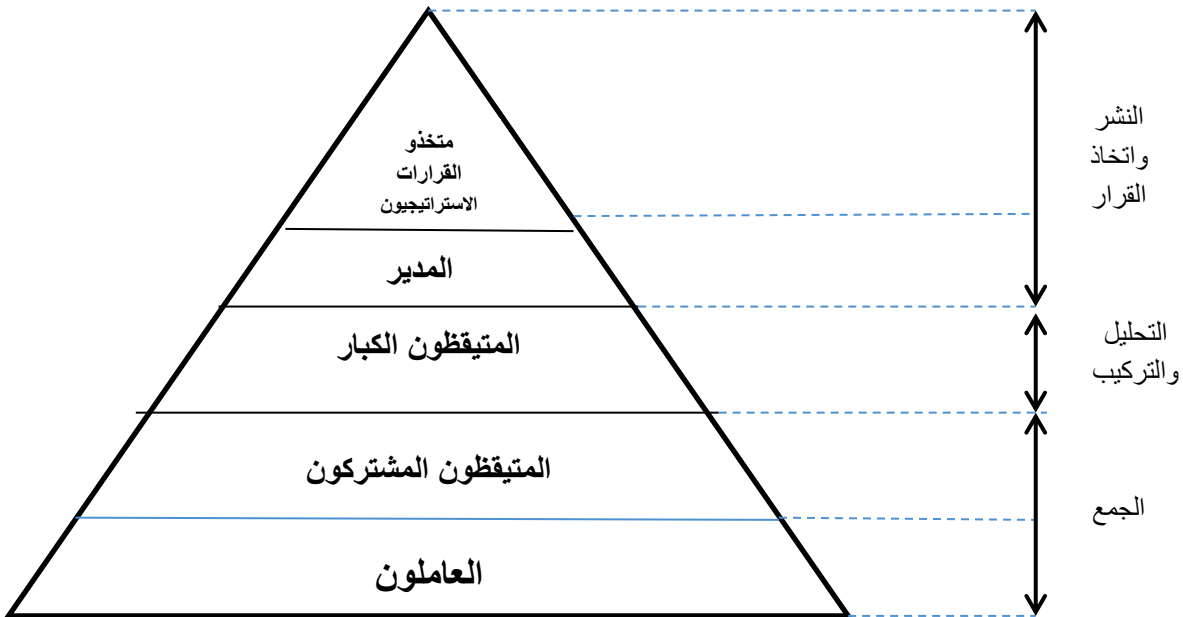 متخذو
القرارات
الاستراتيجيون
المدير
المتيقظون الكبار
المتيقظون المشتركون
العاملون
النشر
واتخاذ
القرار
التحليل
والتركيب
الجمع